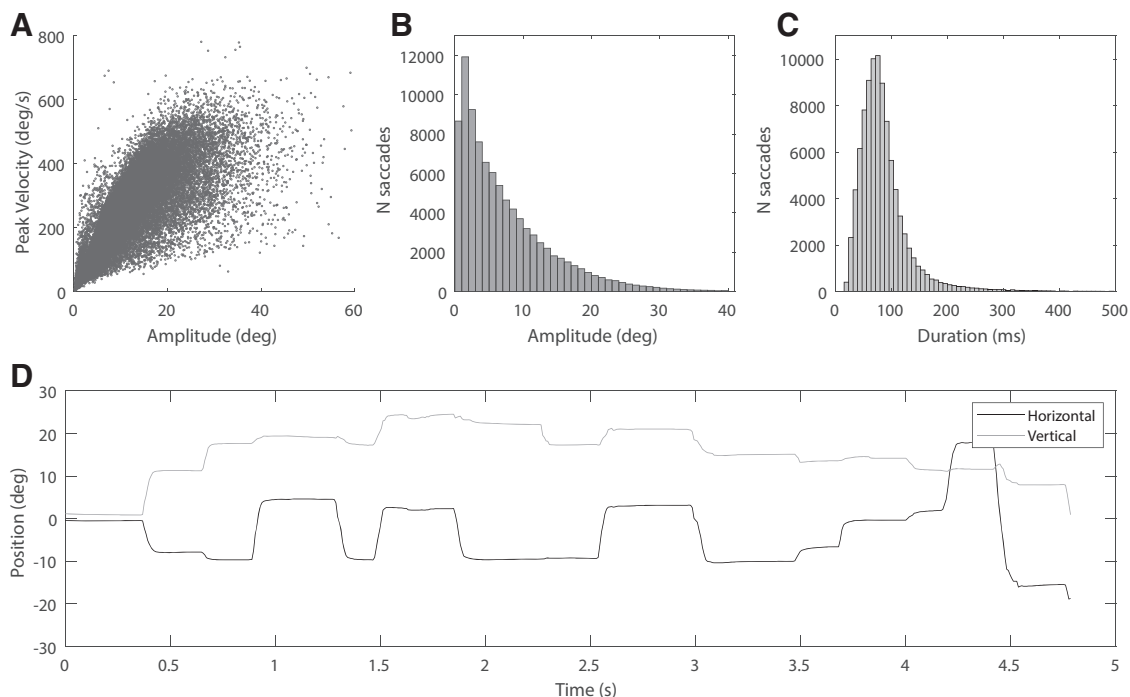 A
800
600
400
200
0
0 20 40 60
Peak Velocity (deg/s)
Amplitude (deg)
B
12000
10000
8000
6000
4000
2000
0
0 10 20 30 40
N saccades
Amplitude (deg)
C
10000
8000
6000
4000
2000
0
0 100 200 300 400 500
N saccades
Duration (ms)
D
30
20
10
0
-10
-20
-30
0 0.5 1 1.5 2 2.5 3 3.5 4 4.5 5
Position (deg)
Time (s)
Horizontal
Vertical